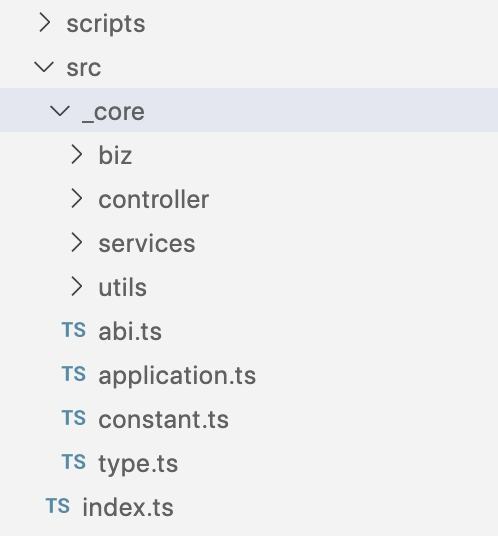 scripts
src
_core
biz
controller
services
utils
TS abi.ts
TS application.ts
TS constant.ts
TS type.ts
TS index.ts